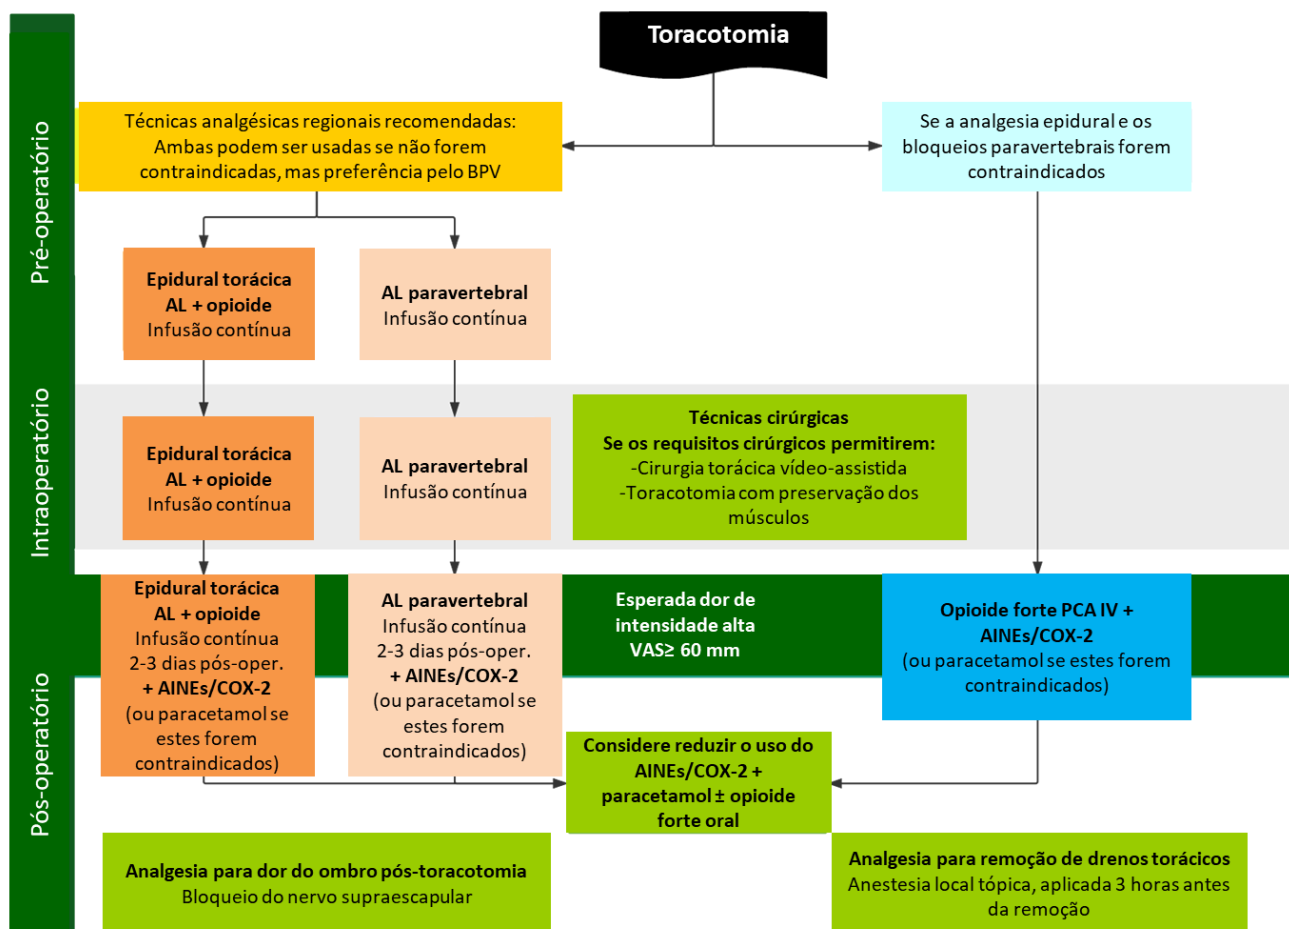 Toracotomia
Pré-operatório
Técnicas analgésicas regionais recomendadas:
Ambas podem ser usadas se não forem
contraindicadas, mas preferência pelo BPV
Se a analgesia epidural e os
bloqueios paravertebrais forem
contraindicados
Epidural torácica
AL + opioide
Infusão contínua
AL paravertebral
Infusão contínua
Intraoperatório
Epidural torácica
AL + opioide
Infusão contínua
AL paravertebral
Infusão contínua
Técnicas cirúrgicas
Se os requisitos cirúrgicos permitirem:
-Cirurgia torácica vídeo-assistida
-Toracotomia com preservação dos
músculos
Pós-operatório
Epidural torácica
AL + opioide
Infusão contínua
2-3 dias pós-oper.
+ AINEs/COX-2
(ou paracetamol se
estes forem
contraindicados)
AL paravertebral
Infusão contínua
2-3 dias pós-oper.
+ AINEs/COX-2
(ou paracetamol se
estes forem
contraindicados)
Esperada dor de
intensidade alta
VAS≥ 60 mm
Opioide forte PCA IV +
AINEs/COX-2
(ou paracetamol se estes forem
contraindicados)
Considere reduzir o uso do
AINEs/COX-2 +
paracetamol ± opioide
forte oral
Analgesia para dor do ombro pós-toracotomia
Bloqueio do nervo supraescapular
Analgesia para remoção de drenos torácicos
Anestesia local tópica, aplicada 3 horas antes
da remoção